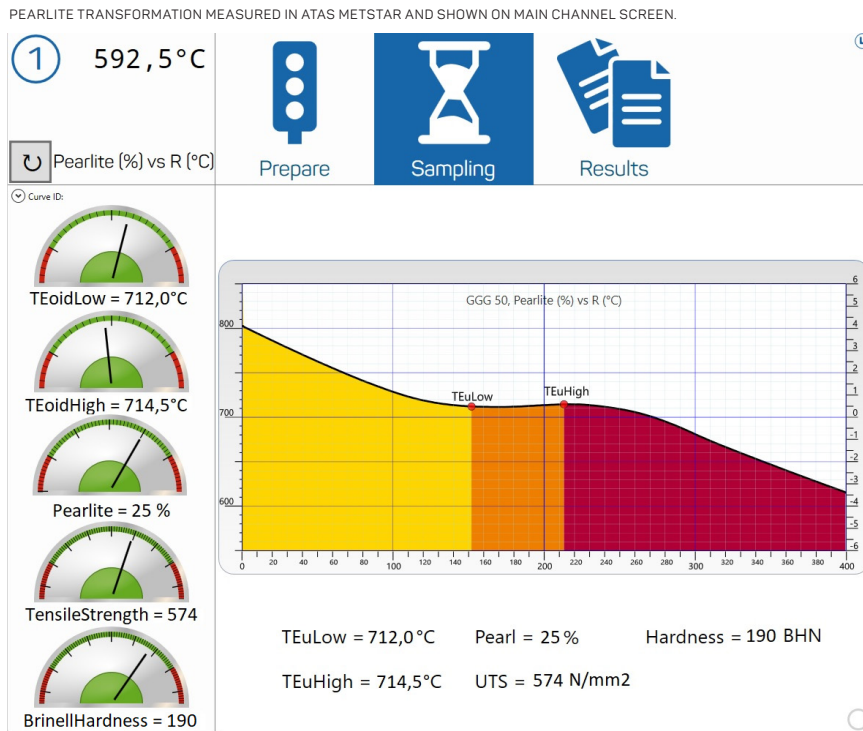 PEARLITE TRANSFORMATION MEASURED IN ATAS METSTAR AND SHOWN ON MAIN CHANNEL SCREEN.
1 592,5°C
Pearlite (%) vs R (°C)
Prepare Sampling Results
Curve ID:
TEoidLow = 712,0°C
TEoidHigh = 714,5°C
Pearlite = 25 %
TensileStrength = 574
BrinellHardness = 190
GGG 50, Pearlite (%) vs R (°C)
TEuLow TEuHigh
800
700
600
6
5
4
3
2
1
0
-1
-2
-3
-4
-5
-6
0 20 40 60 80 100 120 140 160 180 200 220 240 260 280 300 320 340 360 380 400
TEuLow = 712,0°C Pearl = 25% Hardness = 190 BHN
TEuHigh = 714,5°C UTS = 574 N/mm2